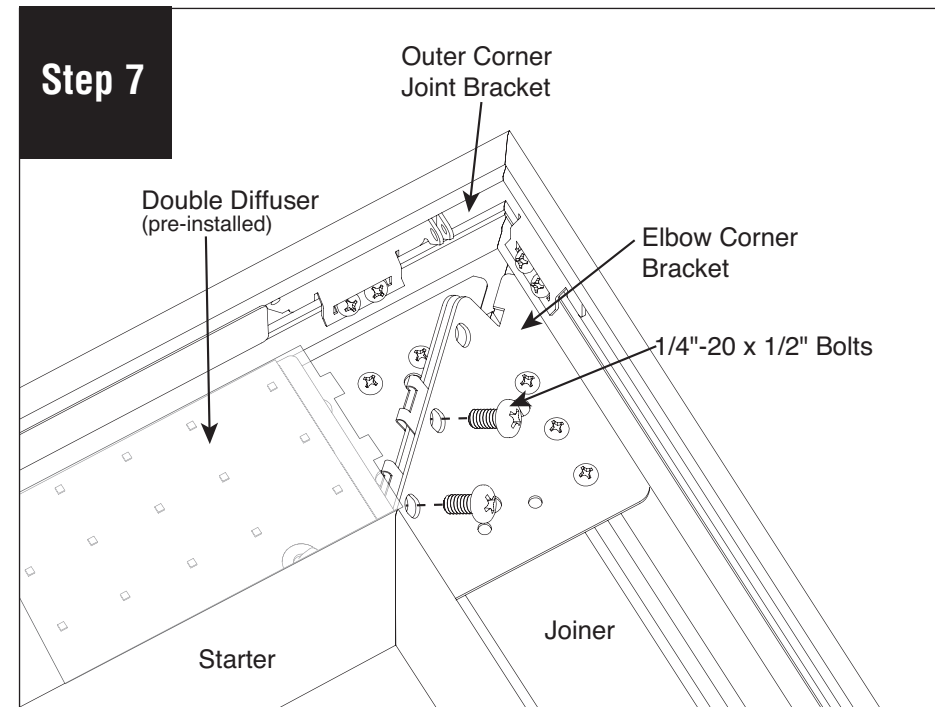 Step 7
Outer Corner
Joint Bracket
Double Diffuser
(pre-installed)
Elbow Corner
Bracket
1/4"-20 x 1/2" Bolts
Joiner
Starter